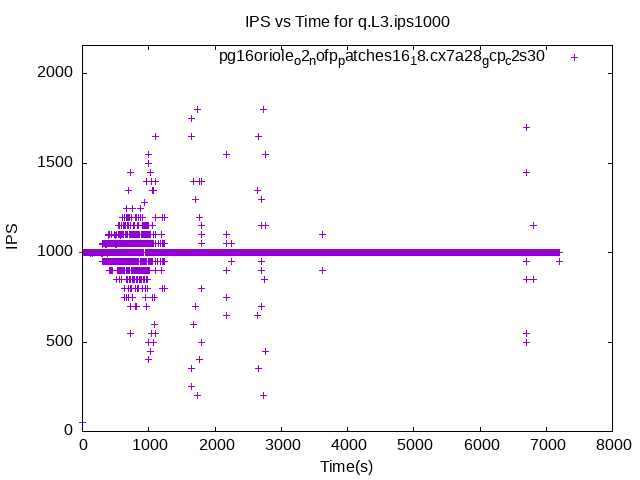 IPS vs Time for q.L3.ips1000
pg16oriole_o2_nofp_patches16_18.cx7a28_gcp_c2s30
2000
1500
1000
500
0
IPS
0 1000 2000 3000 4000 5000 6000 7000 8000
Time(s)